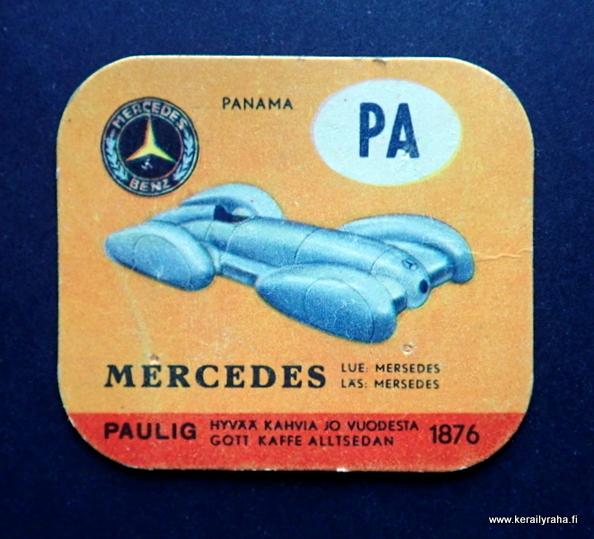 PANAMA
PA
MERCEDES
BENZ
MERCEDES
LUE: MERSEDES
LÄS: MERSEDES
PAULIG
HYVÄÄ KAHVIA JO VUODESTA
GOTT KAFFE ALLTSEDAN
1876
www.kerailyraha.fi